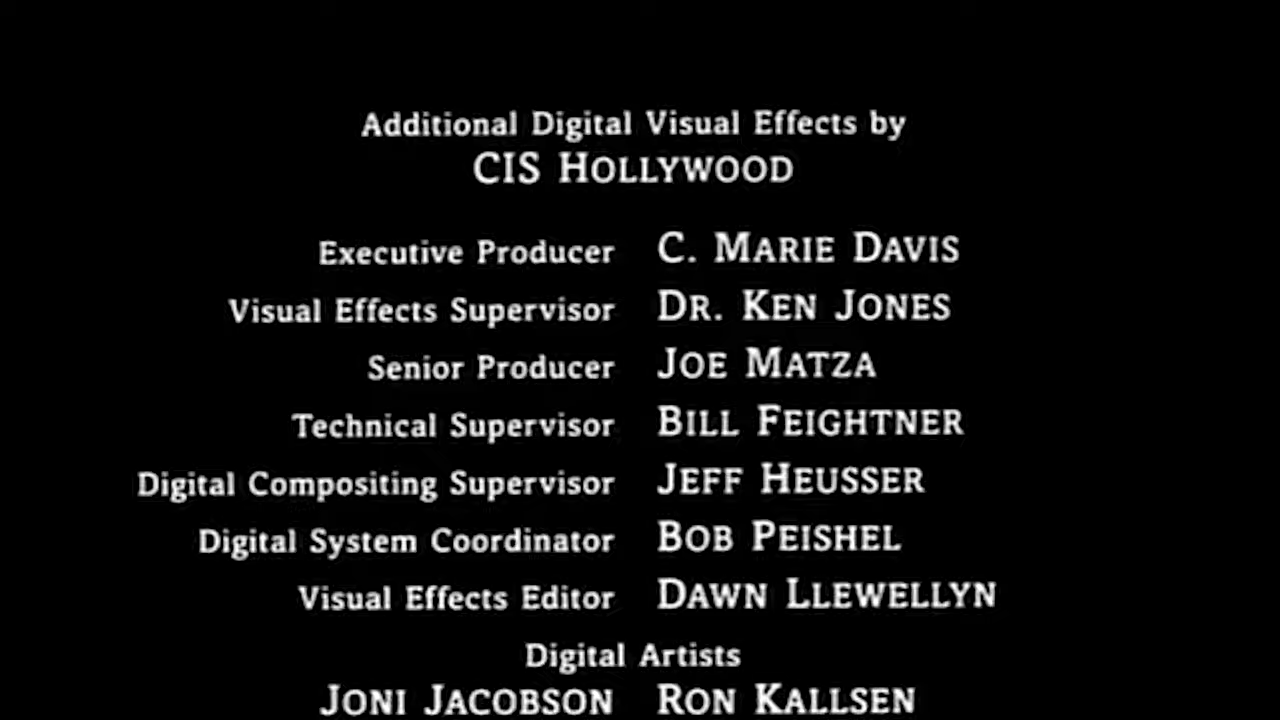 Additional Digital Visual Effects by
CIS HOLLYWOOD
Executive Producer C. MARIE DAVIS
Visual Effects Supervisor DR. KEN JONES
Senior Producer JOE MATZA
Technical Supervisor BILL FEIGHTNER
Digital Compositing Supervisor JEFF HEUSSER
Digital System Coordinator BOB PEISHEL
Visual Effects Editor DAWN LLEWELLYN
Digital Artists
JONI JACOBSON RON KALLSEN